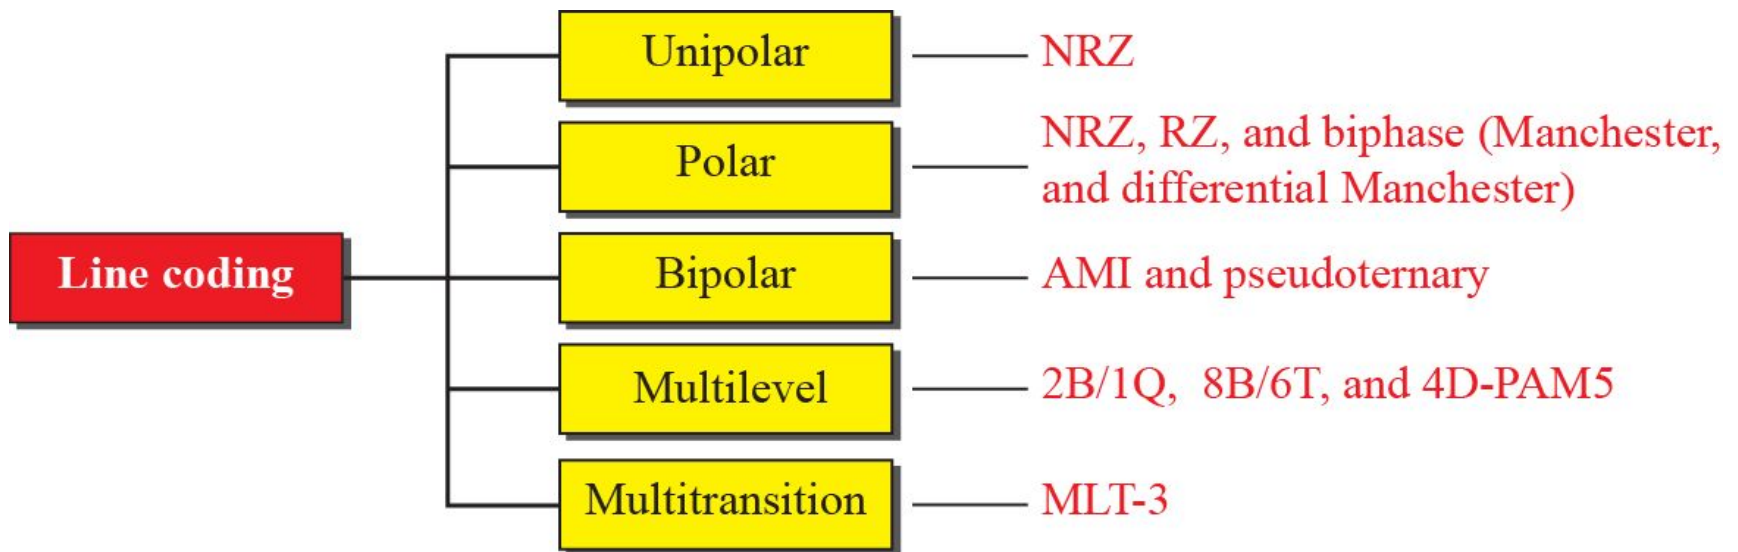 Line coding
Unipolar
NRZ
Polar
NRZ, RZ, and biphase (Manchester,
and differential Manchester)
Bipolar
AMI and pseudoternary
Multilevel
2B/1Q, 8B/6T, and 4D-PAM5
Multitransition
MLT-3